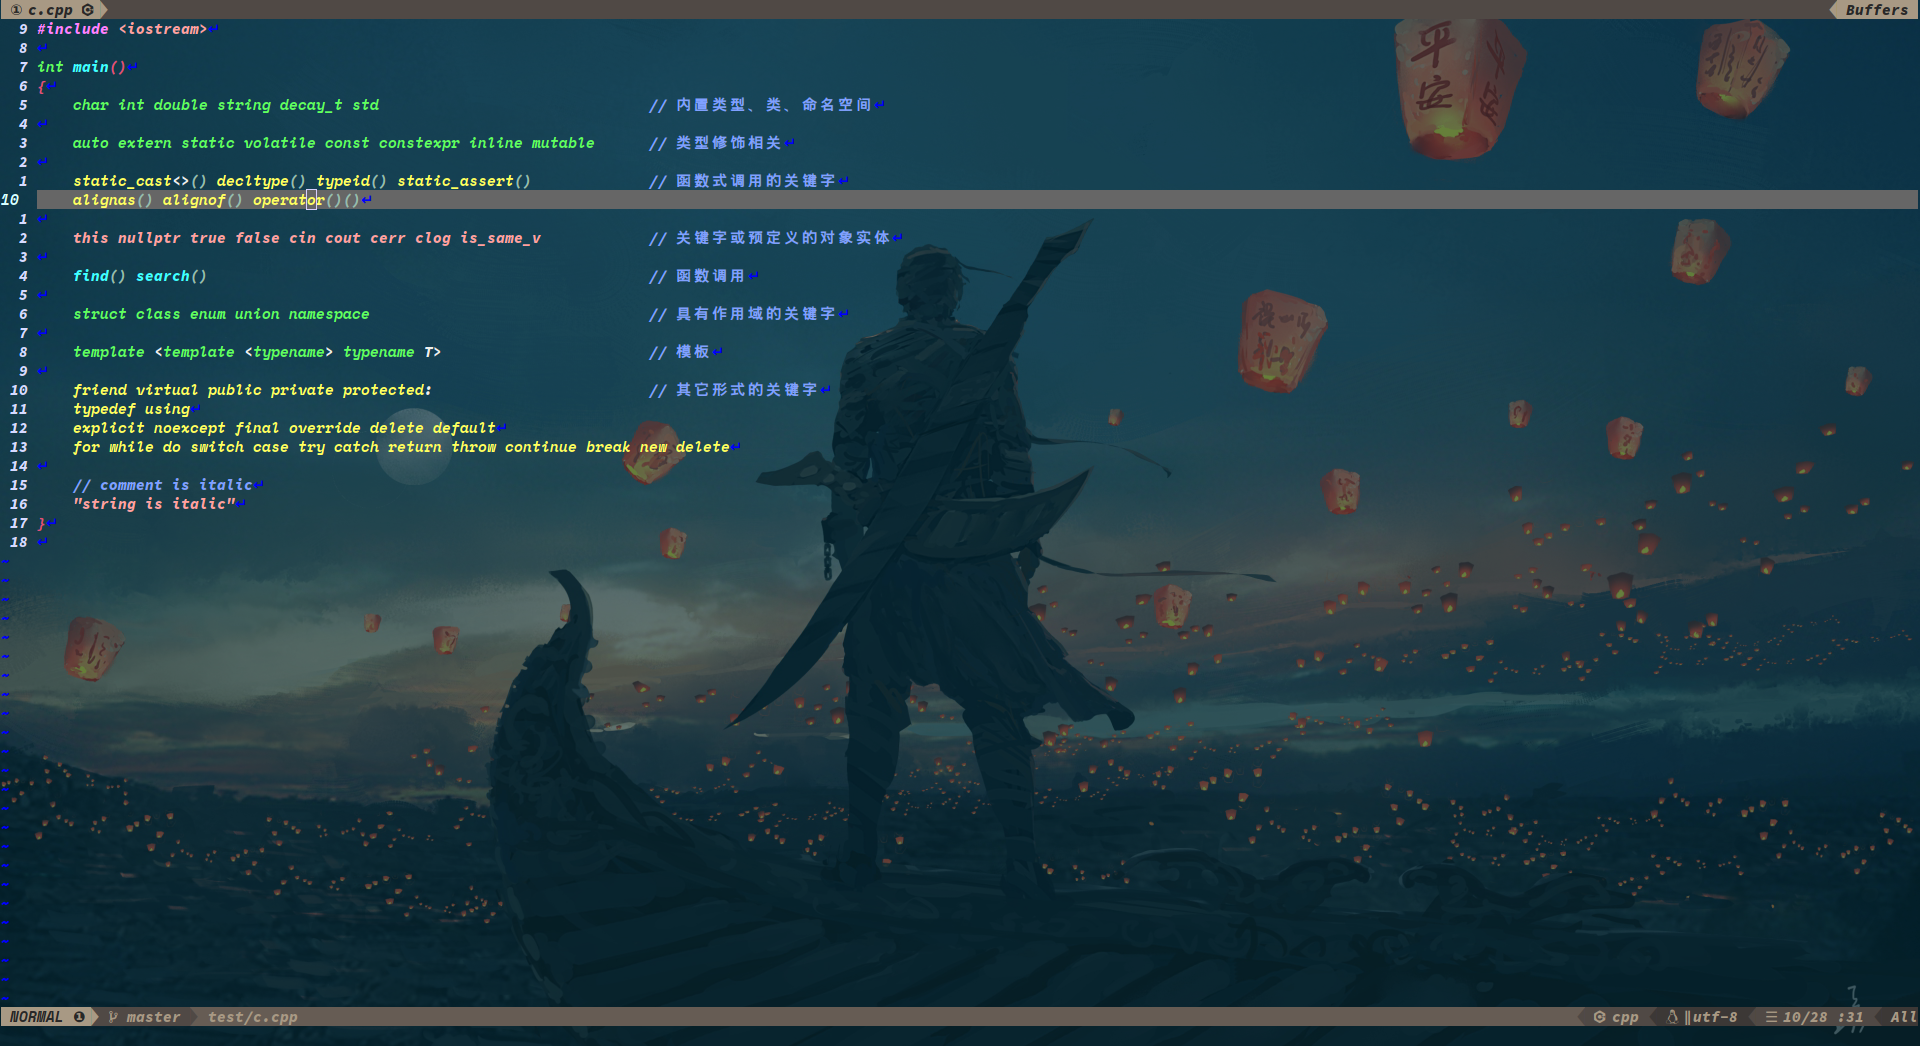 ① c.cpp Buffers
9 #include <iostream>↵
8 ↵
7 int main()↵
6 {↵
5 char int double string decay_t std // 内置类型、类、命名空间↵
4 ↵
3 auto extern static volatile const constexpr inline mutable // 类型修饰相关↵
2 ↵
1 static_cast<>() decltype() typeid() static_assert() // 函数式调用的关键字↵
10 alignas() alignof() operator()()↵
1 ↵
2 this nullptr true false cin cout cerr clog is_same_v // 关键字或预定义的对象实体↵
3 ↵
4 find() search() // 函数调用↵
5 ↵
6 struct class enum union namespace // 具有作用域的关键字↵
7 ↵
8 template <template <typename> typename T> // 模板↵
9 ↵
10 friend virtual public private protected: // 其它形式的关键字↵
11 typedef using↵
12 explicit noexcept final override delete default↵
13 for while do switch case try catch return throw continue break new delete↵
14 ↵
15 // comment is italic↵
16 "string is italic"↵
17 }↵
18 ↵
平安
NORMAL ❶ master test/c.cpp cpp utf-8 ☰ 10/28 :31 All